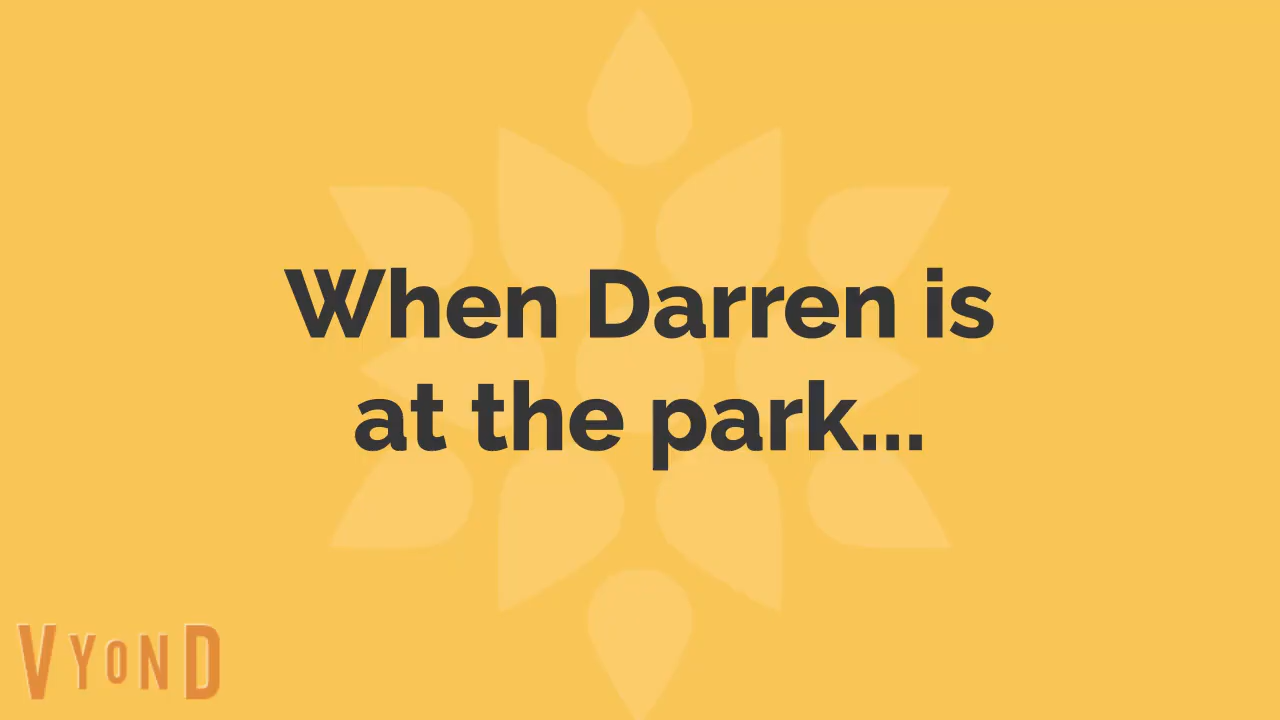 When Darren is
at the park...
VYOND